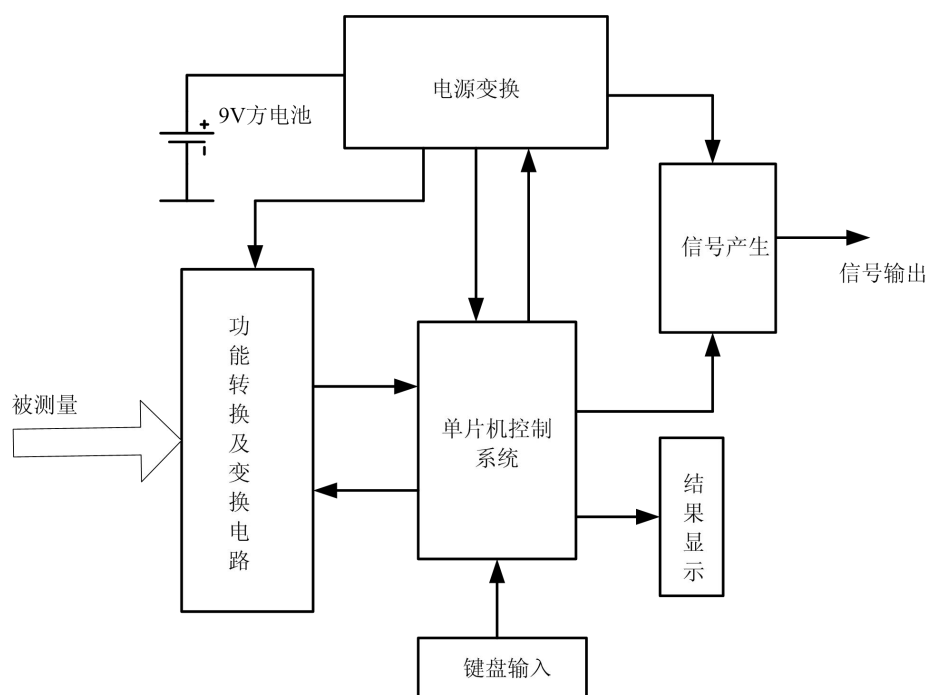 电源变换
9V方电池
信号产生
信号输出
功能转换及变换电路
被测量
单片机控制
系统
结果显示
键盘输入